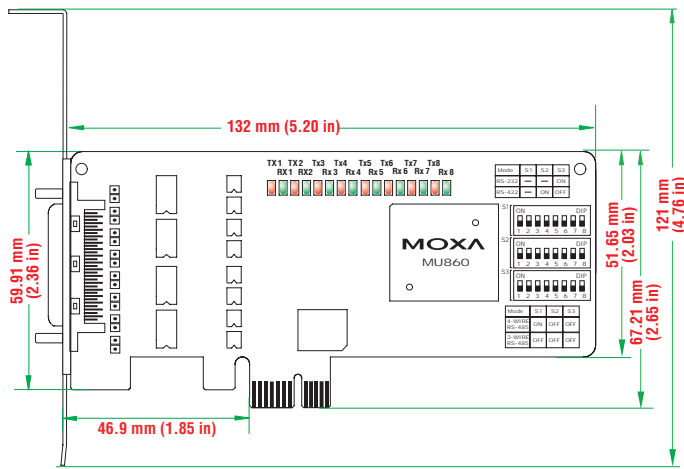 132 mm (5.20 in)
TX1 TX2 Tx3 Tx4 Tx5 Tx6 Tx7 Tx8
RX1 RX2 Rx3 Rx4 Rx5 Rx6 Rx7 Rx8
Mode S1 S2 S3
RS-232 — — ON
RS-422 — ON OFF
S1
ON DIP
1 2 3 4 5 6 7 8
S2
ON DIP
1 2 3 4 5 6 7 8
S3
ON DIP
1 2 3 4 5 6 7 8
Mode S1 S2 S3
4-WIRE
RS-485 ON OFF OFF
2-WIRE
RS-485 OFF OFF OFF
MOXA
MU860
59.91 mm
(2.36 in)
51.65 mm
(2.03 in)
67.21 mm
(2.65 in)
121 mm
(4.76 in)
46.9 mm (1.85 in)